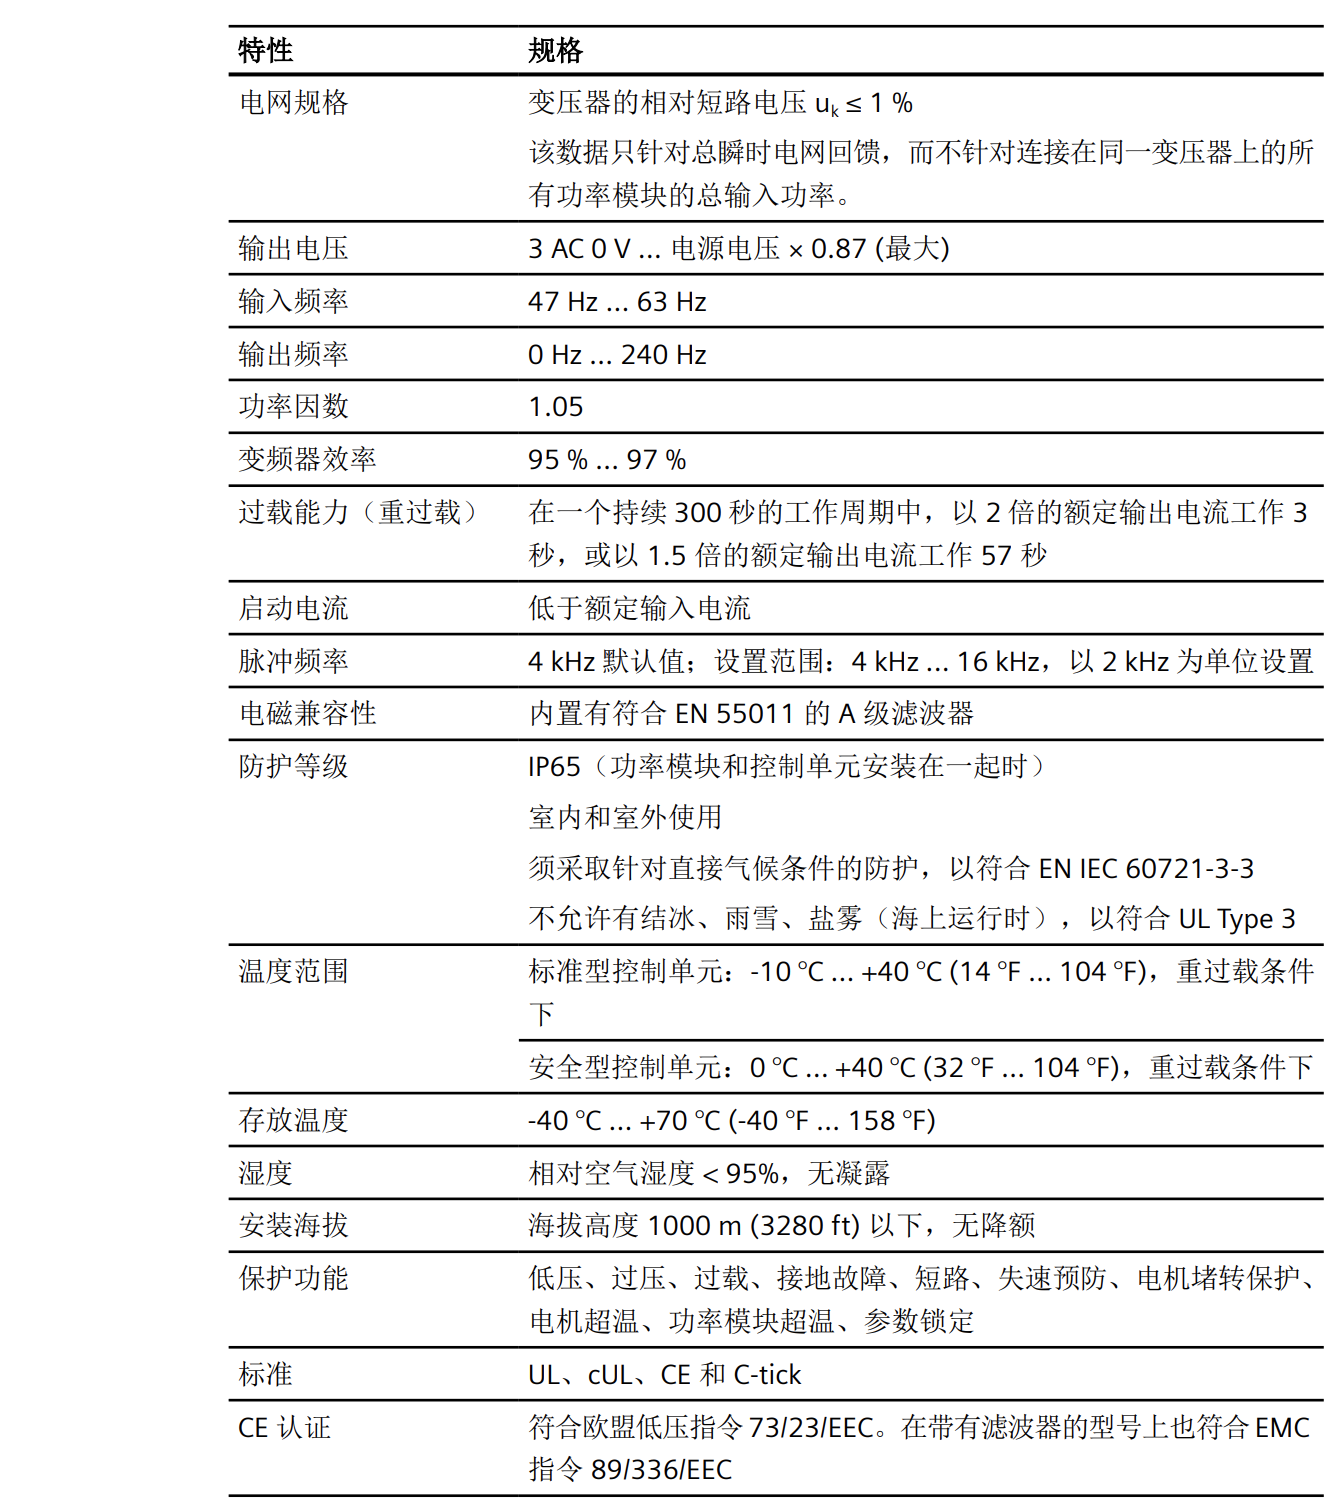 特性 规格
电网规格 变压器的相对短路电压 uk ≤ 1 %
该数据只针对总瞬时电网回馈，而不针对连接在同一变压器上的所
有功率模块的总输入功率。
输出电压 3 AC 0 V … 电源电压 × 0.87 (最大)
输入频率 47 Hz … 63 Hz
输出频率 0 Hz … 240 Hz
功率因数 1.05
变频器效率 95 % … 97 %
过载能力（重过载） 在一个持续 300 秒的工作周期中，以 2 倍的额定输出电流工作 3
秒，或以 1.5 倍的额定输出电流工作 57 秒
启动电流 低于额定输入电流
脉冲频率 4 kHz 默认值；设置范围：4 kHz … 16 kHz，以 2 kHz 为单位设置
电磁兼容性 内置有符合 EN 55011 的 A 级滤波器
防护等级 IP65（功率模块和控制单元安装在一起时）
室内和室外使用
须采取针对直接气候条件的防护，以符合 EN IEC 60721-3-3
不允许有结冰、雨雪、盐雾（海上运行时），以符合 UL Type 3
温度范围 标准型控制单元：-10 °C … +40 °C (14 °F … 104 °F)，重过载条件
下
安全型控制单元：0 °C … +40 °C (32 °F … 104 °F)，重过载条件下
存放温度 -40 °C … +70 °C (-40 °F … 158 °F)
湿度 相对空气湿度 < 95%，无凝露
安装海拔 海拔高度 1000 m (3280 ft) 以下，无降额
保护功能 低压、过压、过载、接地故障、短路、失速预防、电机堵转保护、
电机超温、功率模块超温、参数锁定
标准 UL、cUL、CE 和 C-tick
CE 认证 符合欧盟低压指令 73/23/EEC。在带有滤波器的型号上也符合 EMC
指令 89/336/EEC